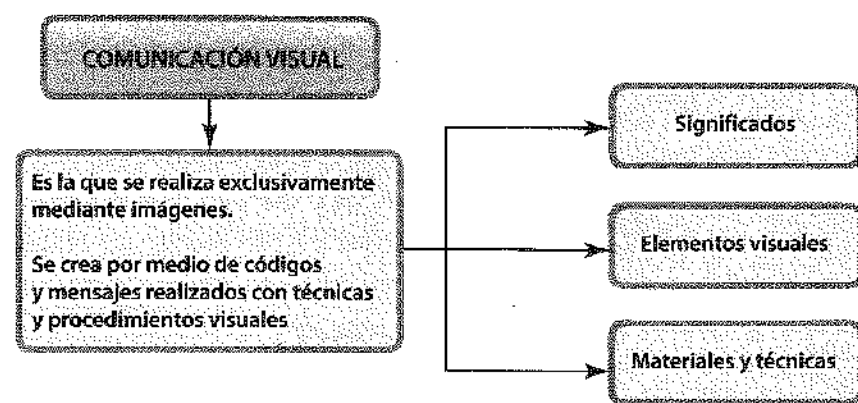 COMUNICACIÓN VISUAL
Es la que se realiza exclusivamente
mediante imágenes.
Se crea por medio de códigos
y mensajes realizados con técnicas
y procedimientos visuales
Significados
Elementos visuales
Materiales y técnicas